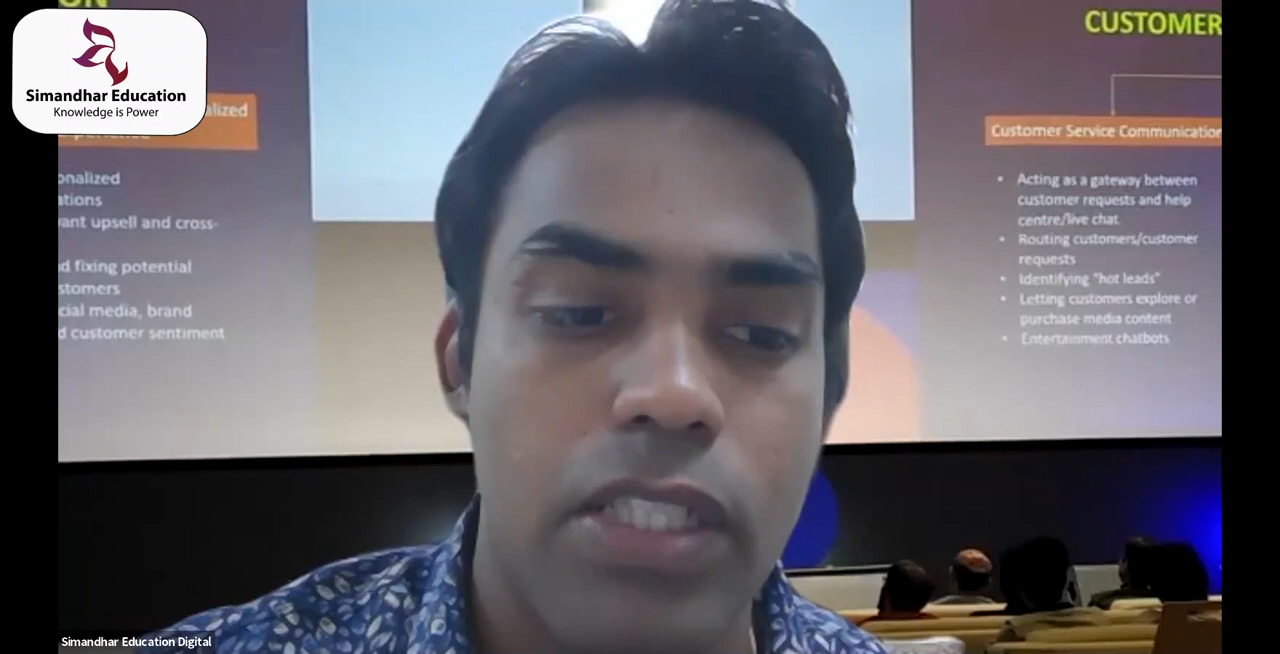 ON
Simandhar Education
Knowledge is Power
alized
onalized
ations
vant upsell and cross-
d fixing potential
stomers
cial media, brand
d customer sentiment
CUSTOMER
Customer Service Communication
• Acting as a gateway between
customer requests and help
centre/live chat.
• Routing customers/customer
requests
• Identifying "hot leads"
• Letting customers explore or
purchase media content
• Entertainment chatbots
Simandhar Education Digital